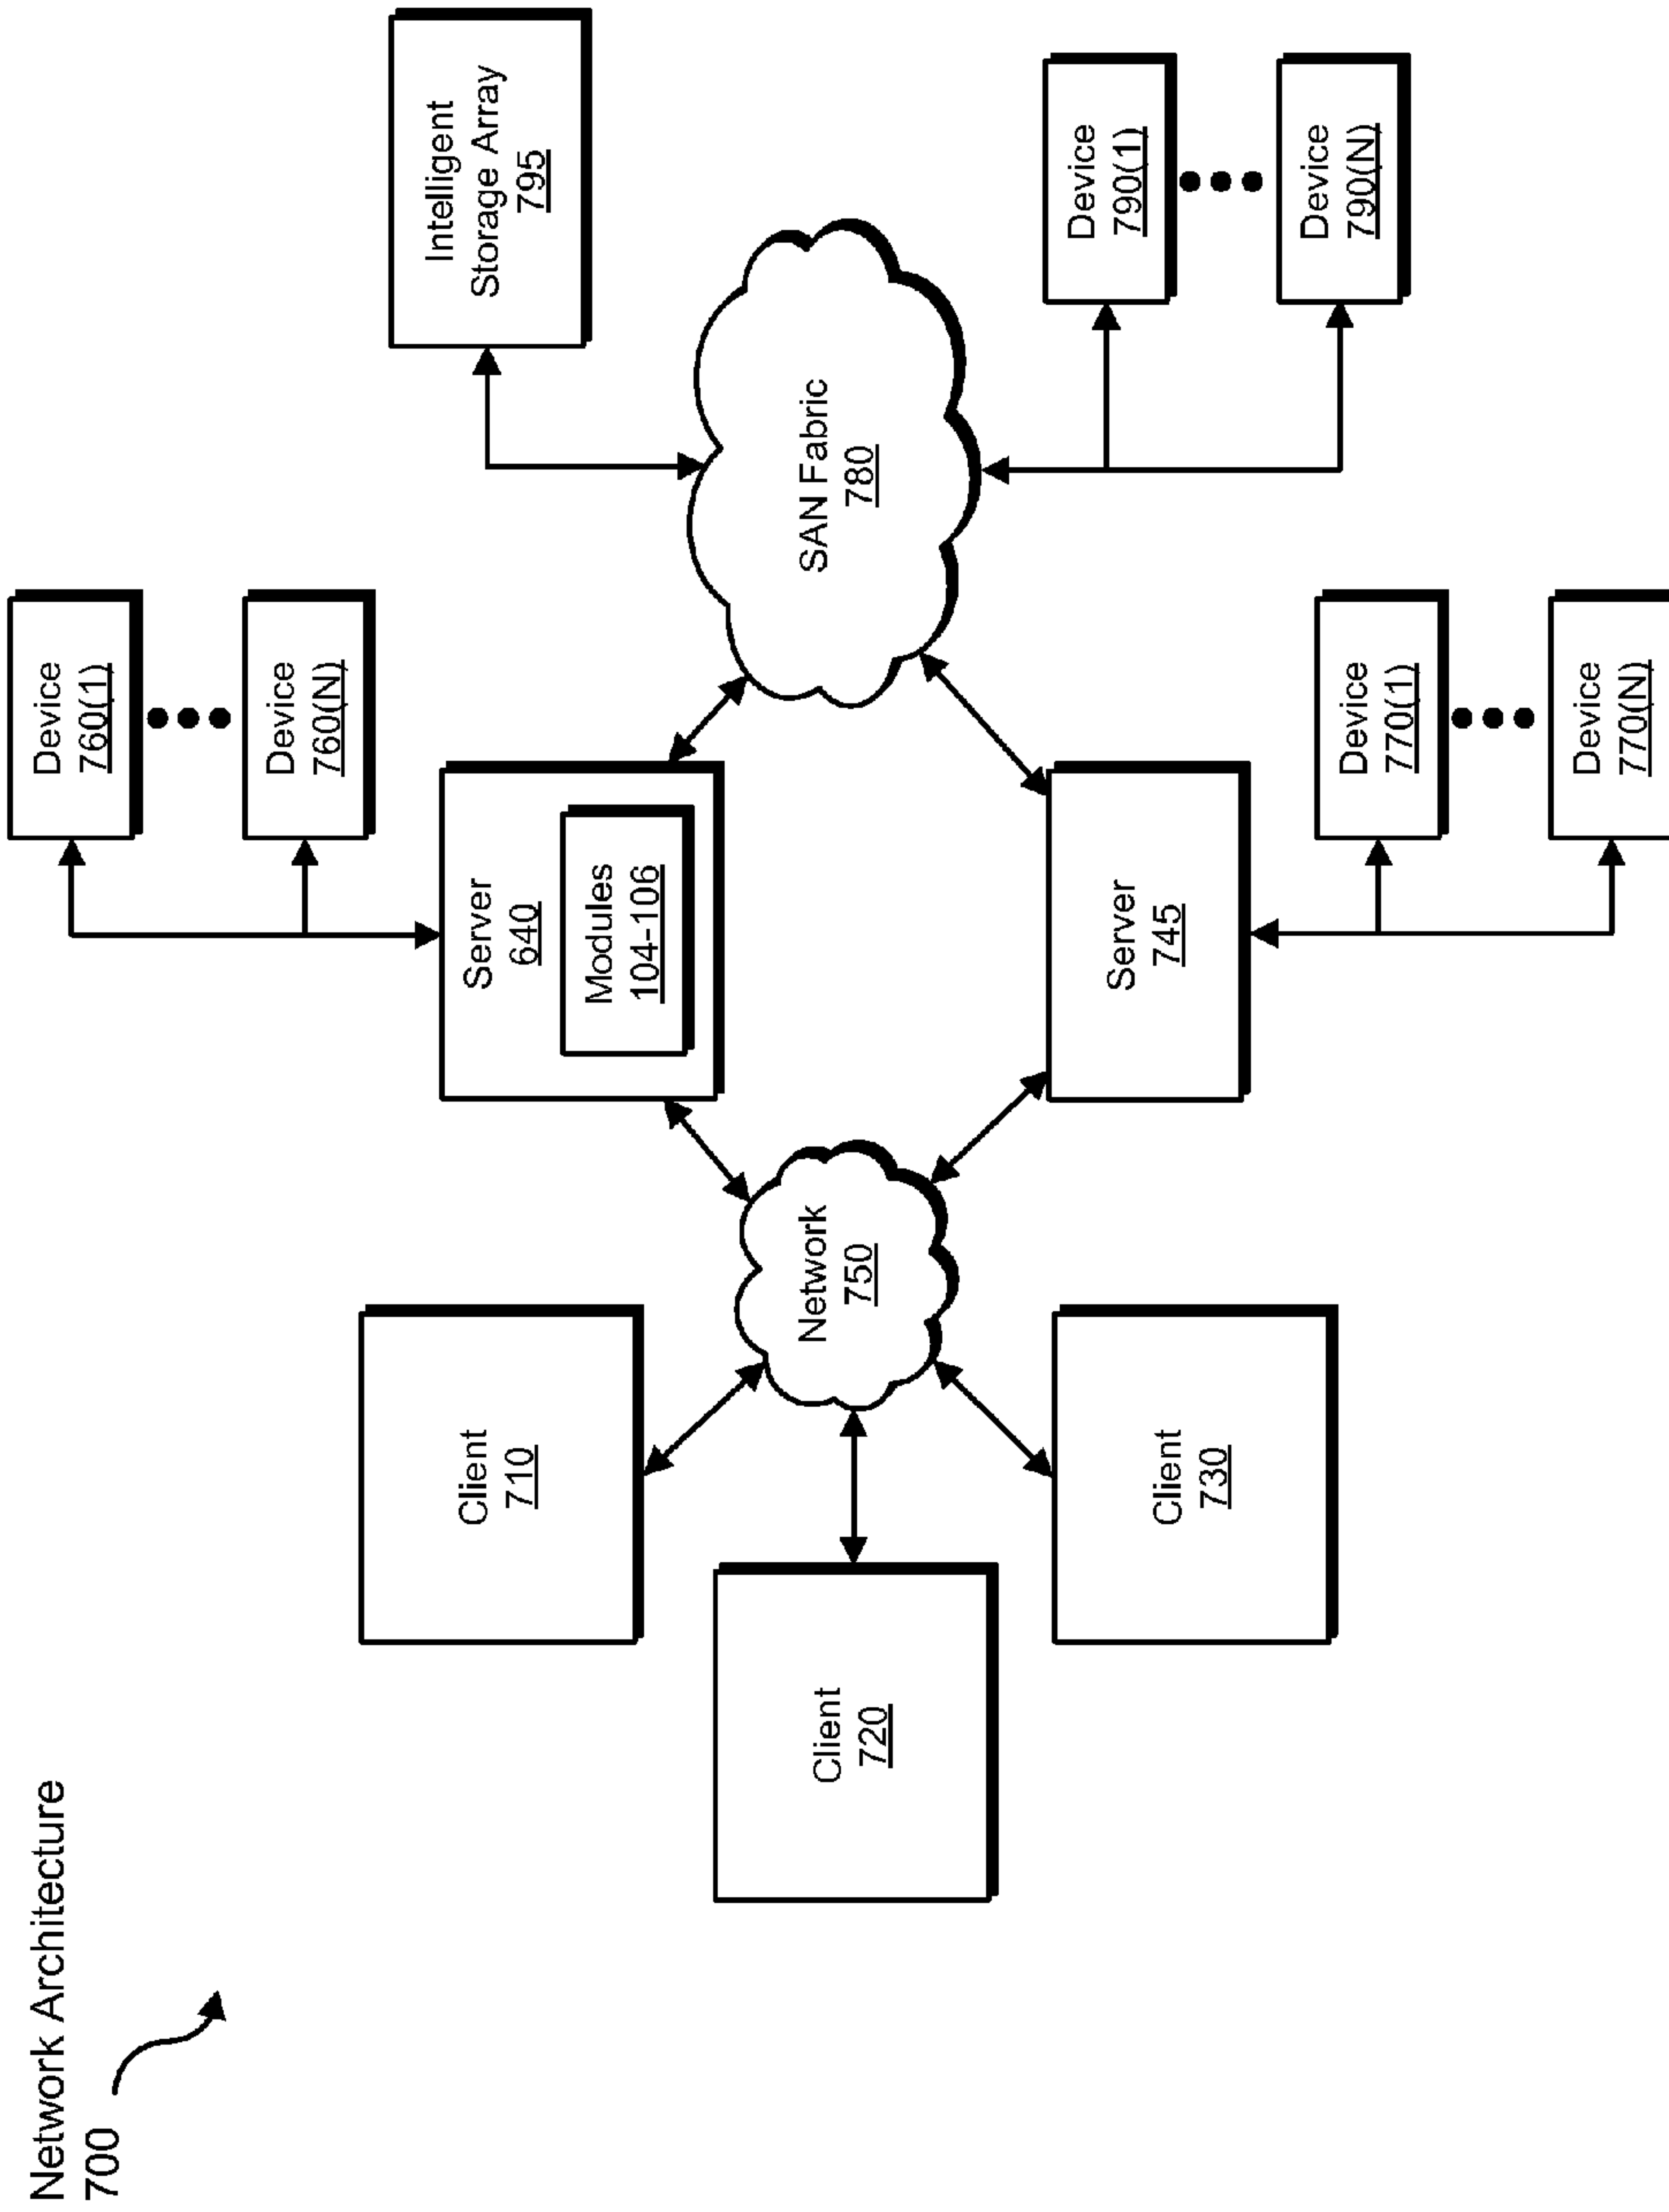 Network Architecture
700
Client
710
Client
720
Client
730
Network
750
Server
640
Modules
104-106
Server
745
Device
760(1)
Device
760(N)
Device
770(1)
Device
770(N)
SAN Fabric
780
Intelligent
Storage Array
795
Device
790(1)
Device
790(N)